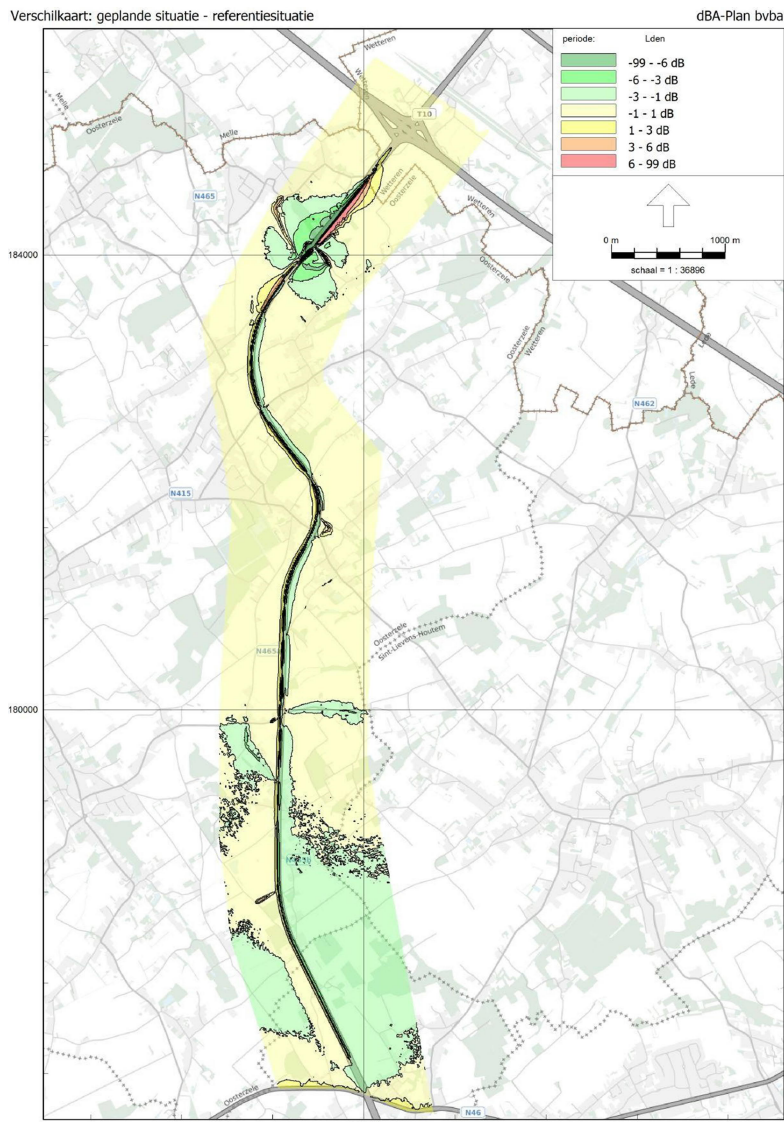 Verschilkaart: geplande situatie - referentiesituatie
dBA-Plan bvba
periode: Lden
-99 - -6 dB
-6 - -3 dB
-3 - -1 dB
-1 - 1 dB
1 - 3 dB
3 - 6 dB
6 - 99 dB
0 m 1000 m
schaal = 1 : 36896
Wetteren
T10
Melle
Oosterzele
Melle
Wetteren
Oosterzele
N465
Wetteren
184000
Oosterzele
Oosterzele
Wetteren
Lede
Lede
N462
N415
Oosterzele
Sint-Lievens-Houtem
N465
180000
Oosterzele
N46